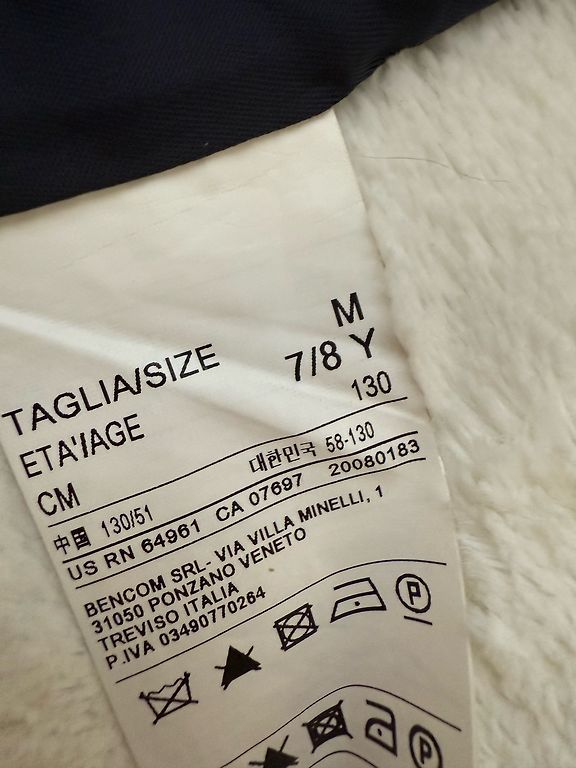 TAGLIA/SIZE M
ETA'/AGE 7/8 Y
CM 130
中国 130/51 대한민국 58-130
US RN 64961 CA 07697 20080183
BENCOM SRL- VIA VILLA MINELLI, 1
31050 PONZANO VENETO
TREVISO ITALIA
P.IVA 03490770264
P
P